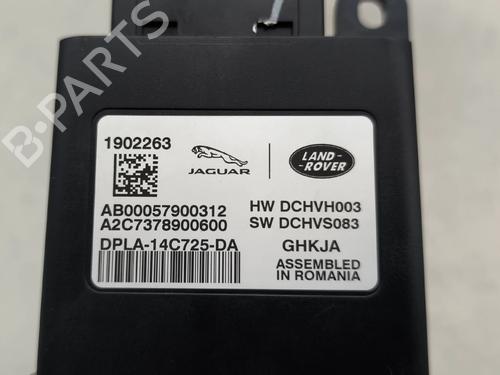 B-PARTS
1902263
JAGUAR
LAND-
ROVER
AB00057900312
HW DCHVH003
A2C7378900600
SW DCHVS083
DPLA-14C725-DA
GHKJA
ASSEMBLED
IN ROMANIA